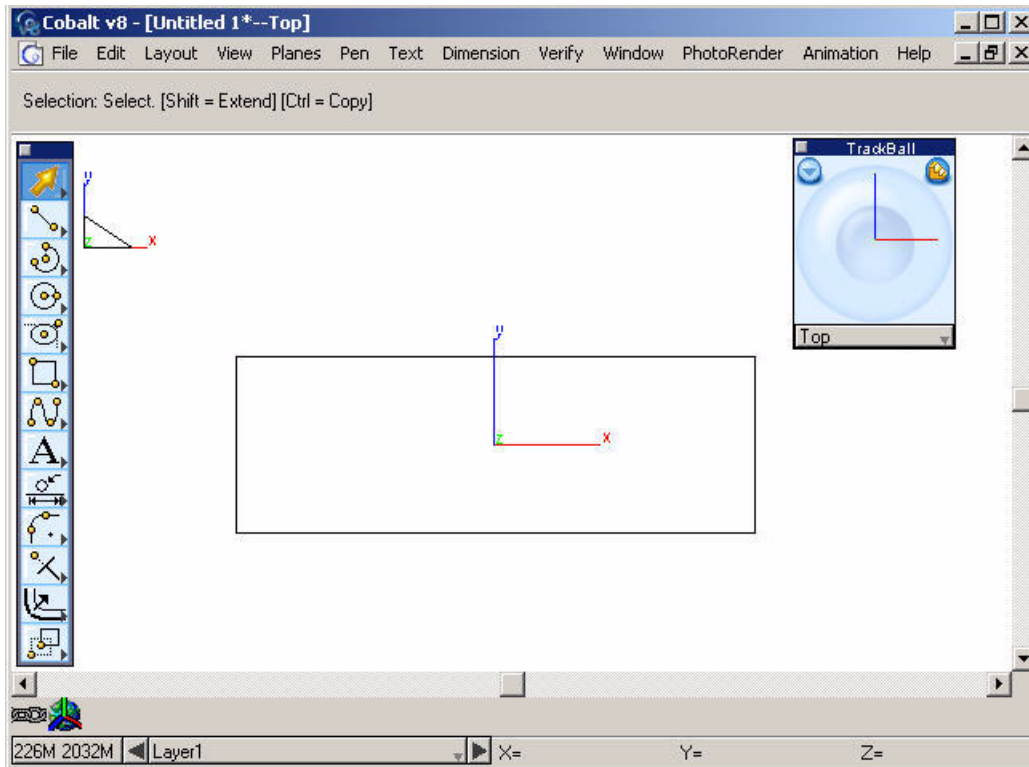 Cobalt v8 - [Untitled 1*--Top]
File Edit Layout View Planes Pen Text Dimension Verify Window PhotoRender Animation Help
Selection: Select. [Shift = Extend] [Ctrl = Copy]
TrackBall
y
z x
Top
y
z x
A
226M 2032M Layer1 X= Y= Z=